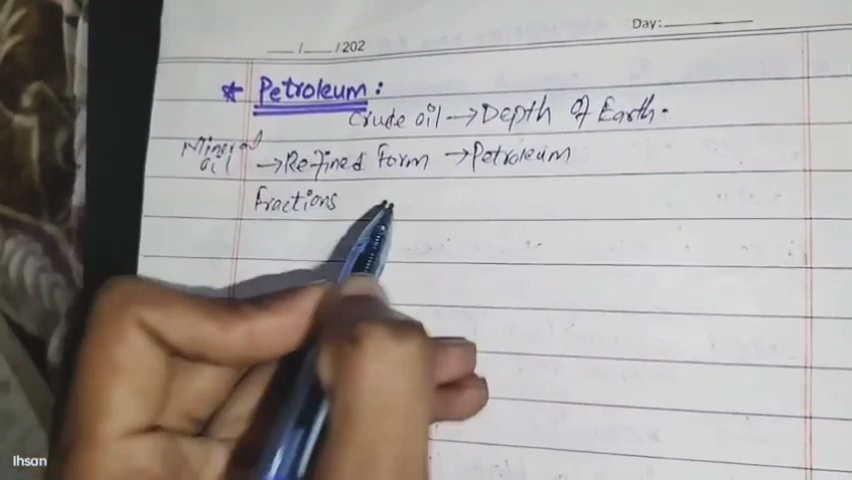 Day:
/ / 202
* Petroleum :
Crude oil → Depth of Earth.
Mineral oil
→ Refined Form → Petroleum
Fractions
Ihsan